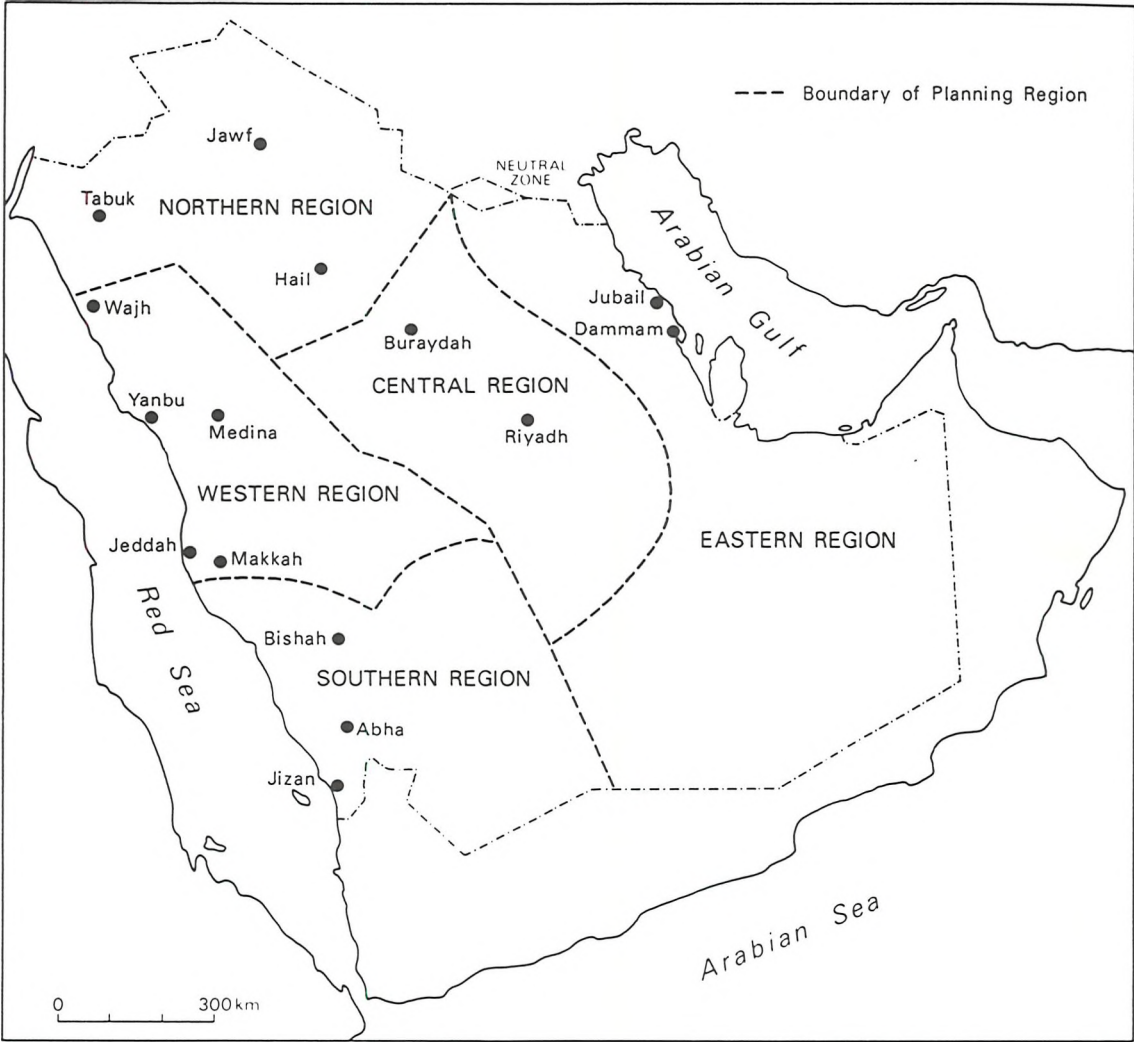 Boundary of Planning Region
Jawf
NEUTRAL
ZONE
Tabuk
NORTHERN REGION
Arabian Gulf
Hail
Wajh
Jubail
Dammam
Buraydah
CENTRAL REGION
Yanbu
Medina
Riyadh
WESTERN REGION
EASTERN REGION
Jeddah
Makkah
Red Sea
Bishah
SOUTHERN REGION
Abha
Jizan
Arabian Sea
0 300km